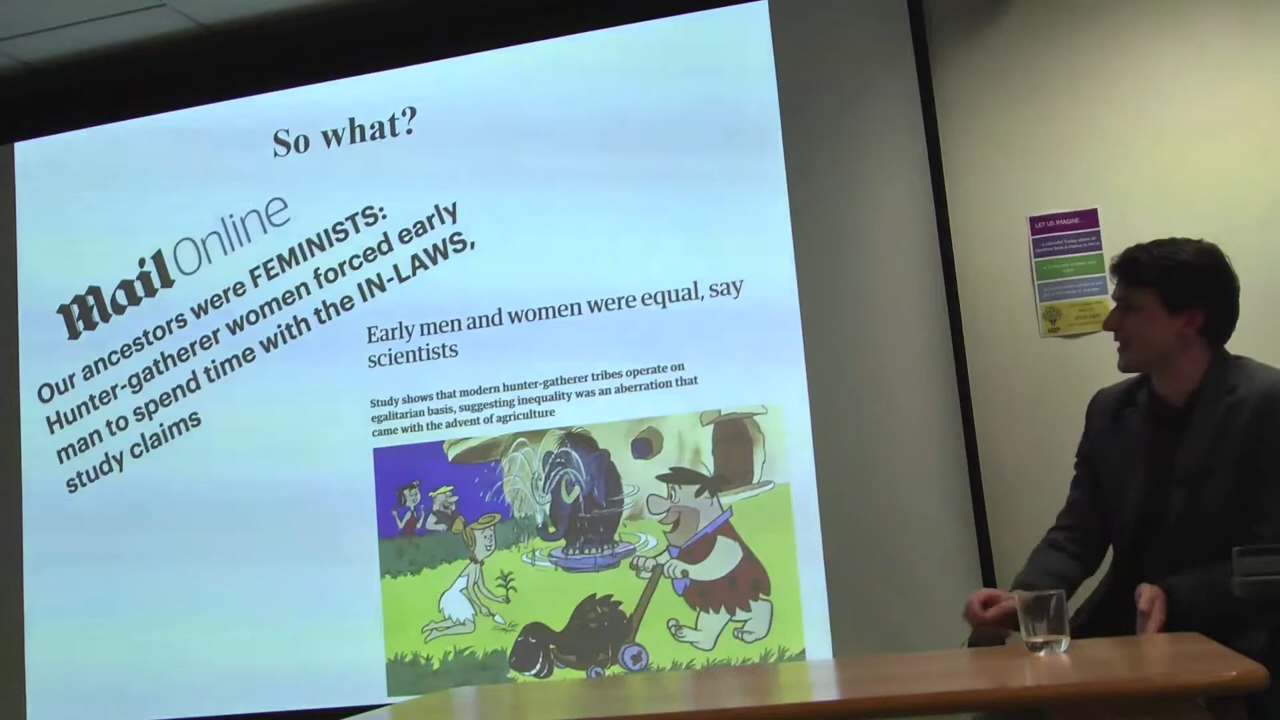 So what?
Mail Online
Our ancestors were FEMINISTS:
Hunter-gatherer women forced early
man to spend time with the IN-LAWS,
study claims
Early men and women were equal, say
scientists
Study shows that modern hunter-gatherer tribes operate on
egalitarian basis, suggesting inequality was an aberration that
came with the advent of agriculture
LET US IMAGINE...